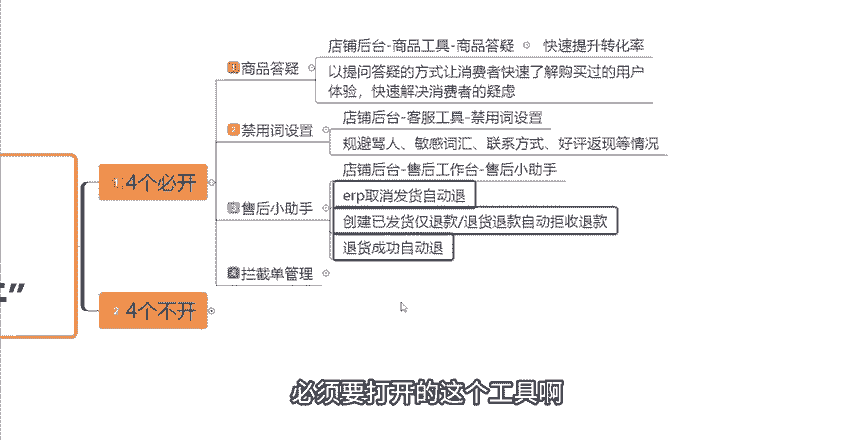 店铺后台-商品工具-商品答疑 快速提升转化率
1 商品答疑
以提问答疑的方式让消费者快速了解购买过的用户
体验，快速解决消费者的疑虑
店铺后台-客服工具-禁用词设置
2 禁用词设置
规避骂人、敏感词汇、联系方式、好评返现等情况
店铺后台-售后工作台-售后小助手
1 4个必开
erp取消发货自动退
3 售后小助手
创建已发货仅退款/退货退款自动拒收退款
退货成功自动退
4 拦截单管理
2 4个不开
必须要打开的这个工具啊